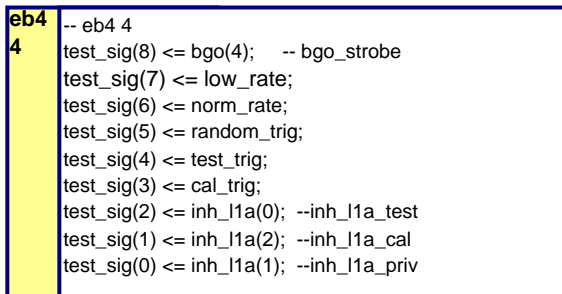 eb4
4
-- eb4 4
test_sig(8) <= bgo(4); -- bgo_strobe
test_sig(7) <= low_rate;
test_sig(6) <= norm_rate;
test_sig(5) <= random_trig;
test_sig(4) <= test_trig;
test_sig(3) <= cal_trig;
test_sig(2) <= inh_l1a(0); --inh_l1a_test
test_sig(1) <= inh_l1a(2); --inh_l1a_cal
test_sig(0) <= inh_l1a(1); --inh_l1a_priv